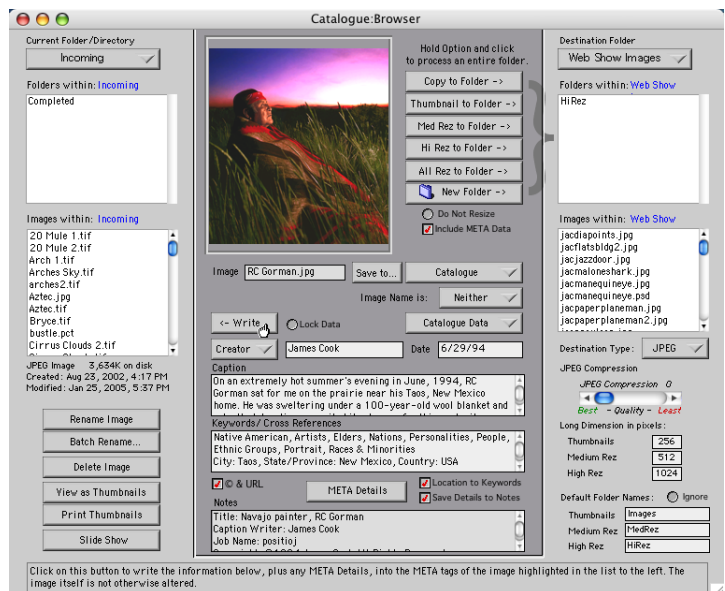 Catalogue:Browser
Current Folder/Directory
Incoming
Folders within: Incoming
Completed
Images within: Incoming
20 Mule 1.tif
20 Mule 2.tif
Arch 1.tif
Arches Sky.tif
arches2.tif
Aztec.jpg
Aztec.tif
Bryce.tif
bustle.pct
Cirrus Clouds 2.tif
JPEG Image 3,634K on disk
Created: Aug 23, 2002, 4:17 PM
Modified: Jan 25, 2005, 5:37 PM
Rename Image
Batch Rename...
Delete Image
View as Thumbnails
Print Thumbnails
Slide Show
Hold Option and click
to process an entire folder.
Copy to Folder ->
Thumbnail to Folder ->
Med Rez to Folder ->
Hi Rez to Folder ->
All Rez to Folder ->
New Folder ->
Do Not Resize
Include META Data
Image RC Gorman.jpg Save to... Catalogue
Image Name is: Neither
<- Write Lock Data Catalogue Data
Creator James Cook Date 6/29/94
Caption
On an extremely hot summer's evening in June, 1994, RC
Gorman sat for me on the prairie near his Taos, New Mexico
home. He was sweltering under a 100-year-old wool blanket and
Keywords/ Cross References
Native American, Artists, Elders, Nations, Personalities, People,
Ethnic Groups, Portrait, Races & Minorities
City: Taos, State/Province: New Mexico, Country: USA
© & URL META Details Location to Keywords
Save Details to Notes
Notes
Title: Navajo painter, RC Gorman
Caption Writer: James Cook
Job Name: positioj
Destination Folder
Web Show Images
Folders within: Web Show
HiRez
Images within: Web Show
jacdiapoints.jpg
jacflatsbldg2.jpg
jacjazzdoor.jpg
jacmaloneshark.jpg
jacmanequineye.jpg
jacmanequineye.psd
jacpaperplaneman.jpg
jacpaperplaneman2.jpg
Destination Type: JPEG
JPEG Compression
JPEG Compression 0
Best - Quality - Least
Long Dimension in pixels:
Thumbnails 256
Medium Rez 512
High Rez 1024
Default Folder Names: Ignore
Thumbnails Images
Medium Rez MedRez
High Rez HiRez
Click on this button to write the information below, plus any META Details, into the META tags of the image highlighted in the list to the left. The
image itself is not otherwise altered.